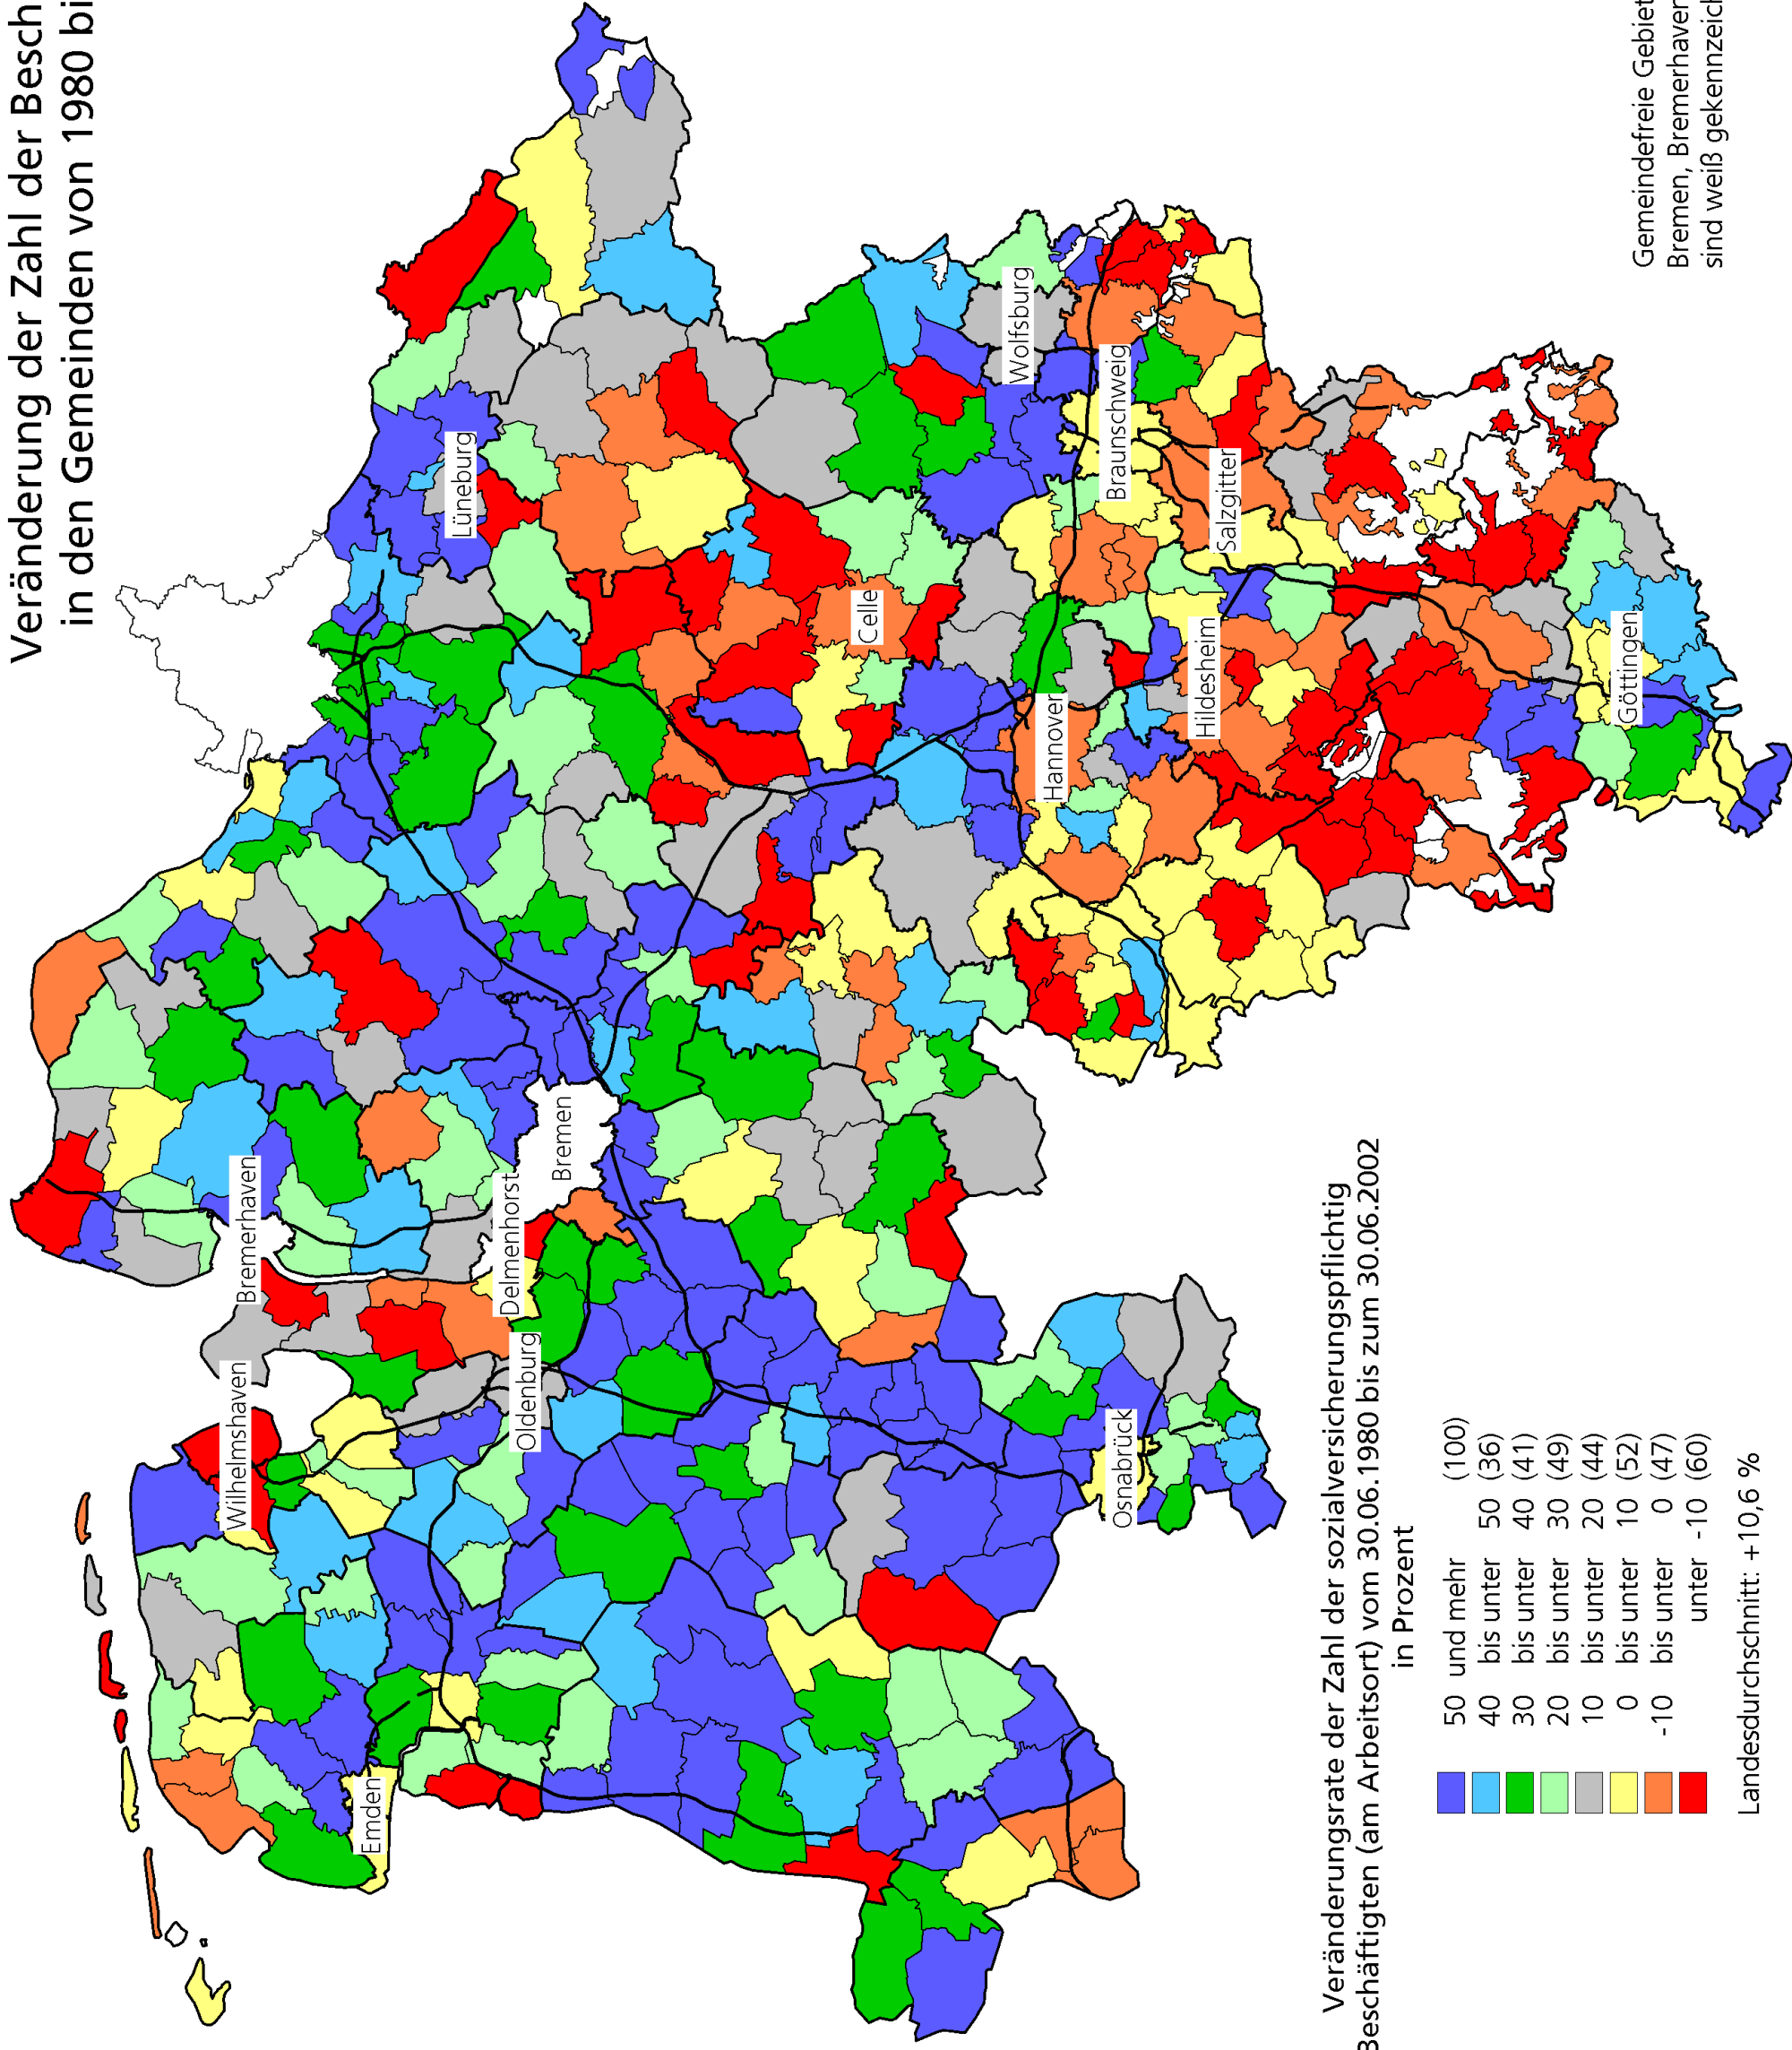 Veränderung der Zahl der Besch
in den Gemeinden von 1980 bi
Wilhelmshaven
Bremerhaven
Emden
Oldenburg
Delmenhorst
Bremen
Lüneburg
Celle
Wolfsburg
Hannover
Braunschweig
Osnabrück
Hildesheim
Salzgitter
Göttingen
Veränderungsrate der Zahl der sozialversicherungspflichtig
Beschäftigten (am Arbeitsort) vom 30.06.1980 bis zum 30.06.2002
in Prozent
50 und mehr (100)
40 bis unter 50 (36)
30 bis unter 40 (41)
20 bis unter 30 (49)
10 bis unter 20 (44)
0 bis unter 10 (52)
-10 bis unter 0 (47)
unter -10 (60)
Landesdurchschnitt: +10,6 %
Gemeindefreie Gebiet
Bremen, Bremerhaven
sind weiß gekennzeich